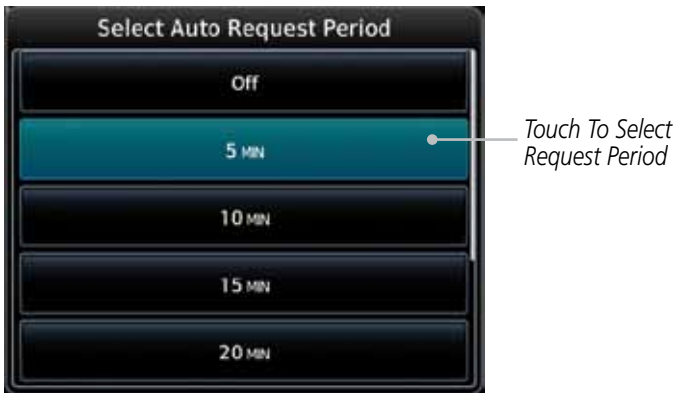 Select Auto Request Period
Off
5 MIN
Touch To Select
Request Period
10 MIN
15 MIN
20 MIN